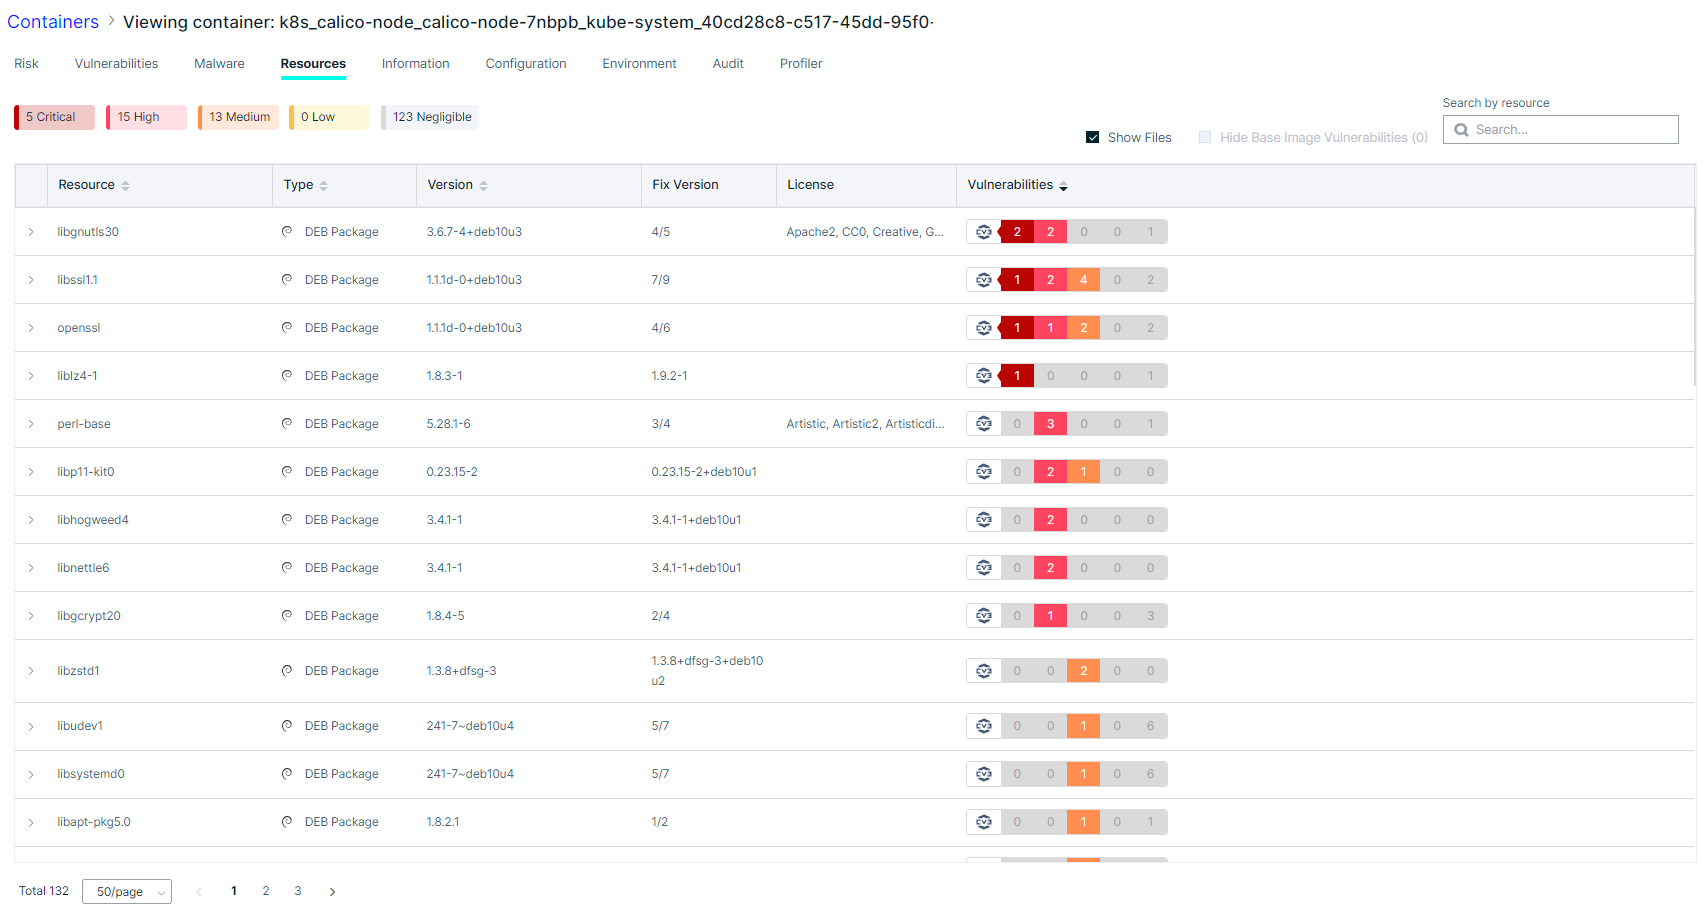 Containers > Viewing container: k8s_calico-node_calico-node-7nbpb_kube-system_40cd28c8-c517-45dd-95f0-
Risk Vulnerabilities Malware Resources Information Configuration Environment Audit Profiler
5 Critical 15 High 13 Medium 0 Low 123 Negligible
Search by resource
Show Files Hide Base Image Vulnerabilities (0) Search...
Resource Type Version Fix Version License Vulnerabilities
libgnutls30 DEB Package 3.6.7-4+deb10u3 4/5 Apache2, CC0, Creative, G... 2 2 0 0 1
libssl1.1 DEB Package 1.1.1d-0+deb10u3 7/9 1 2 4 0 2
openssl DEB Package 1.1.1d-0+deb10u3 4/6 1 1 2 0 2
liblz4-1 DEB Package 1.8.3-1 1.9.2-1 1 0 0 0 1
perl-base DEB Package 5.28.1-6 3/4 Artistic, Artistic2, Artisticdi... 0 3 0 0 1
libp11-kit0 DEB Package 0.23.15-2 0.23.15-2+deb10u1 0 2 1 0 0
libhogweed4 DEB Package 3.4.1-1 3.4.1-1+deb10u1 0 2 0 0 0
libnettle6 DEB Package 3.4.1-1 3.4.1-1+deb10u1 0 2 0 0 0
libgcrypt20 DEB Package 1.8.4-5 2/4 0 1 0 0 3
libzstd1 DEB Package 1.3.8+dfsg-3 1.3.8+dfsg-3+deb10 0 0 2 0 0
u2
libudev1 DEB Package 241-7~deb10u4 5/7 0 0 1 0 6
libsystemd0 DEB Package 241-7~deb10u4 5/7 0 0 1 0 6
libapt-pkg5.0 DEB Package 1.8.2.1 1/2 0 0 1 0 1
Total 132 50/page < 1 2 3 >